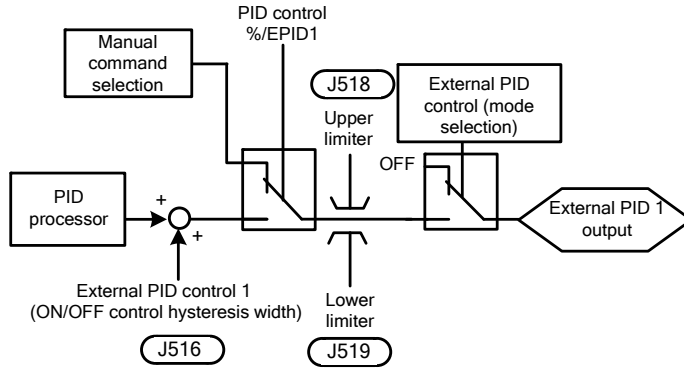 PID control
%/EPID1
Manual
command
selection
J518
Upper
limiter
External PID
control (mode
selection)
OFF
PID
processor
+
+
External PID 1
output
External PID control 1
(ON/OFF control hysteresis width)
J516
Lower
limiter
J519